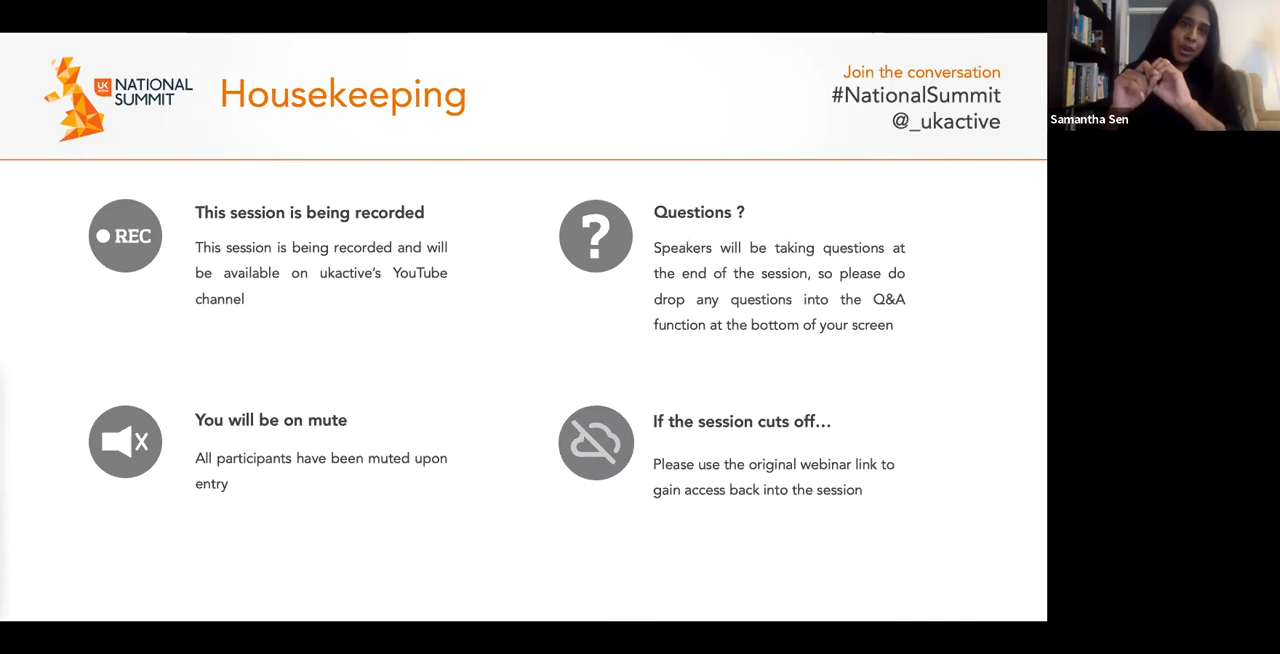 UK
NATIONAL
SUMMIT
Housekeeping
Join the conversation
#NationalSummit
@_ukactive
Samantha Sen
REC
This session is being recorded
This session is being recorded and will
be available on ukactive's YouTube
channel
?
Questions ?
Speakers will be taking questions at
the end of the session, so please do
drop any questions into the Q&A
function at the bottom of your screen
X
You will be on mute
All participants have been muted upon
entry
If the session cuts off...
Please use the original webinar link to
gain access back into the session